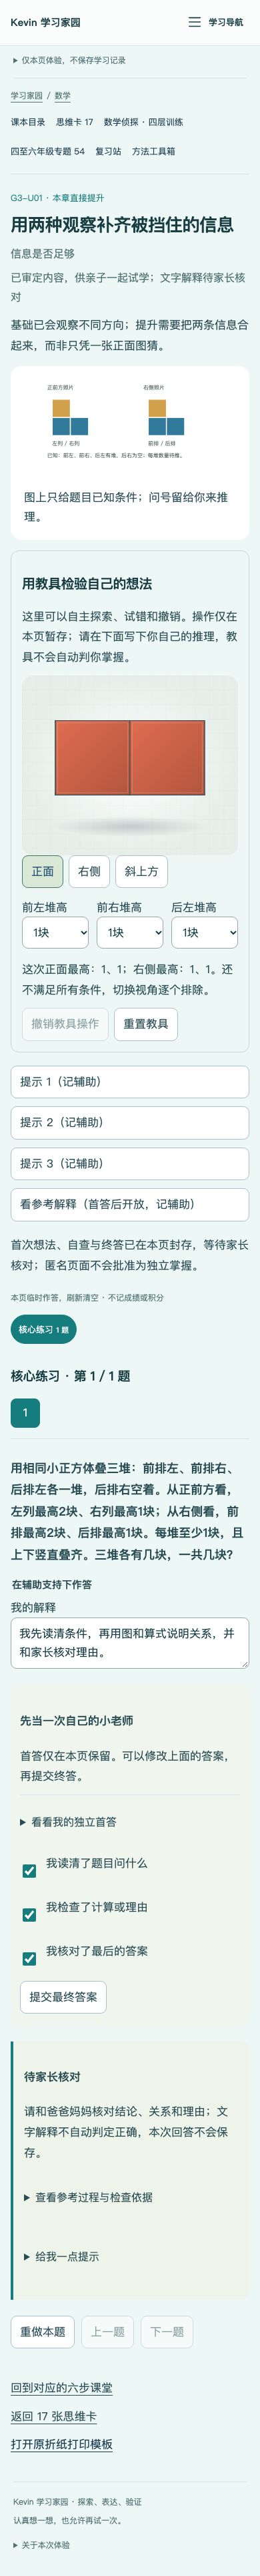 Kevin 学习家园
学习导航
仅本页体验，不保存学习记录
学习家园 / 数学
课本目录 思维卡 17 数学侦探 · 四层训练
四至六年级专题 54 复习站 方法工具箱
G3-U01 · 本章直接提升
用两种观察补齐被挡住的信息
信息是否足够
已审定内容，供亲子一起试学；文字解释待家长核
对
基础已会观察不同方向；提升需要把两条信息合
起来，而非只凭一张正面图猜。
正前方照片 右侧照片
左列 / 右列 前排 / 后排
已知：前左、前右、后左有堆，后右为空；每堆数量待推。
图上只给题目已知条件；问号留给你来推
理。
用教具检验自己的想法
这里可以自主探索、试错和撤销。操作仅在
本页暂存；请在下面写下你自己的推理，教
具不会自动判你掌握。
正面 右侧 斜上方
前左堆高 前右堆高 后左堆高
1块 1块 1块
这次正面最高：1、1；右侧最高：1、1。还
不满足所有条件，切换视角逐个排除。
撤销教具操作 重置教具
提示 1（记辅助）
提示 2（记辅助）
提示 3（记辅助）
看参考解释（首答后开放，记辅助）
首次想法、自查与终答已在本页封存，等待家长
核对；匿名页面不会批准为独立掌握。
本页临时作答，刷新清空 · 不记成绩或积分
核心练习 1 题
核心练习 · 第 1 / 1 题
1
用相同小正方体叠三堆：前排左、前排右、
后排左各一堆，后排右空着。从正前方看，
左列最高2块、右列最高1块；从右侧看，前
排最高2块、后排最高1块。每堆至少1块，且
上下竖直叠齐。三堆各有几块，一共几块？
在辅助支持下作答
我的解释
我先读清条件，再用图和算式说明关系，并
和家长核对理由。
先当一次自己的小老师
首答仅在本页保留。可以修改上面的答案，
再提交终答。
看看我的独立首答
我读清了题目问什么
我检查了计算或理由
我核对了最后的答案
提交最终答案
待家长核对
请和爸爸妈妈核对结论、关系和理由；文
字解释不自动判定正确，本次回答不会保
存。
查看参考过程与检查依据
给我一点提示
重做本题 上一题 下一题
回到对应的六步课堂
返回 17 张思维卡
打开原折纸打印模板
Kevin 学习家园 · 探索、表达、验证
认真想一想，也允许再试一次。
关于本次体验